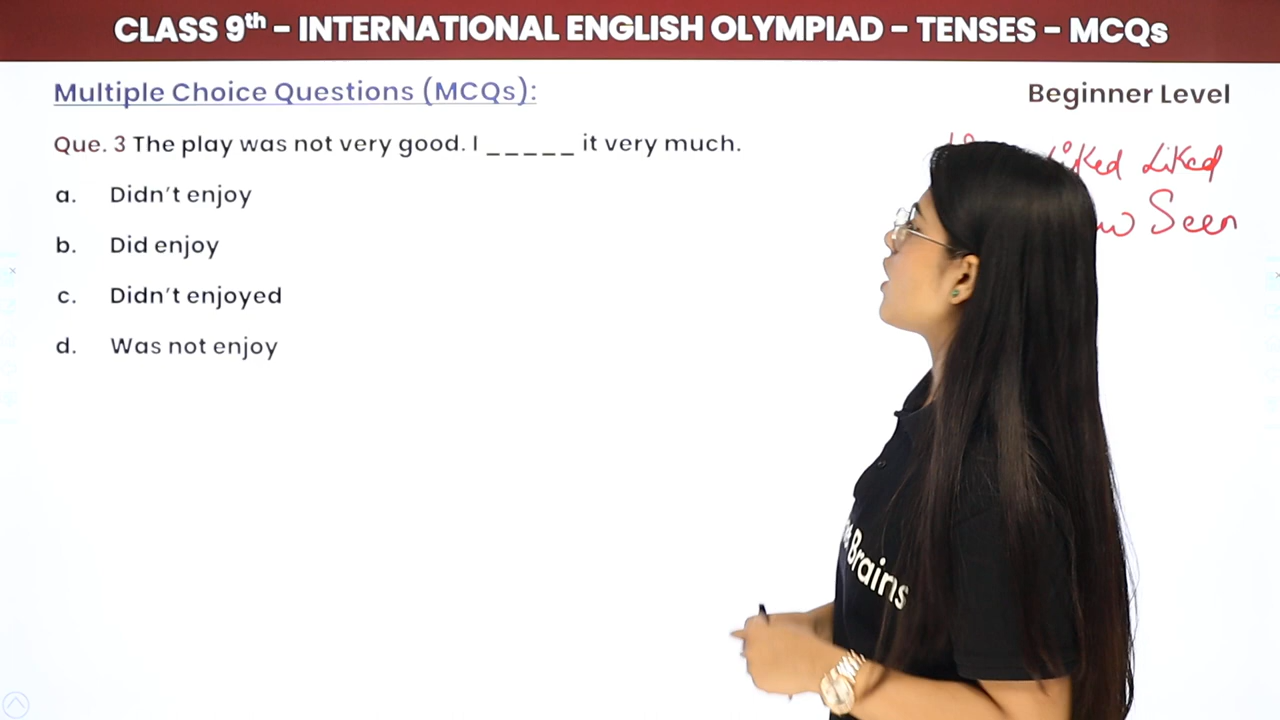 CLASS 9th – INTERNATIONAL ENGLISH OLYMPIAD – TENSES – MCQs
Multiple Choice Questions (MCQs):
Beginner Level
Que. 3 The play was not very good. I _ _ _ _ _ it very much.
a. Didn't enjoy
b. Did enjoy
c. Didn't enjoyed
d. Was not enjoy
Liked Liked
Seen
Brains